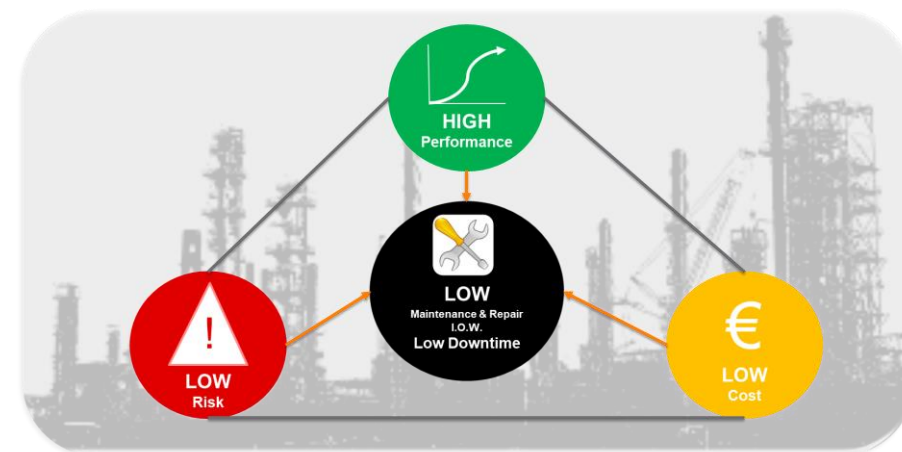 HIGH
Performance
LOW
Maintenance & Repair
I.O.W.
Low Downtime
!
LOW
Risk
€
LOW
Cost